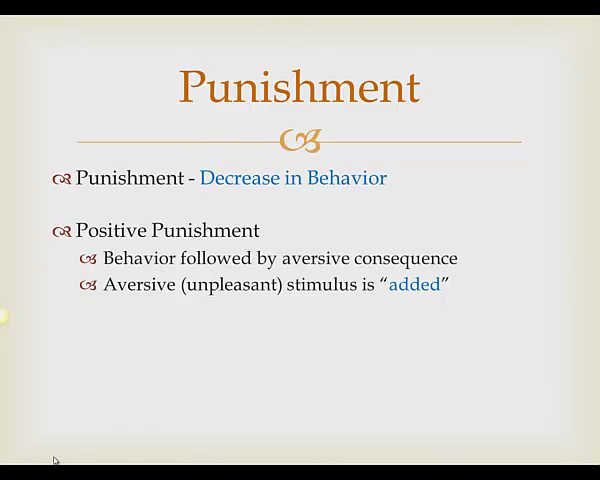 Punishment
Punishment - Decrease in Behavior
Positive Punishment
Behavior followed by aversive consequence
Aversive (unpleasant) stimulus is “added”